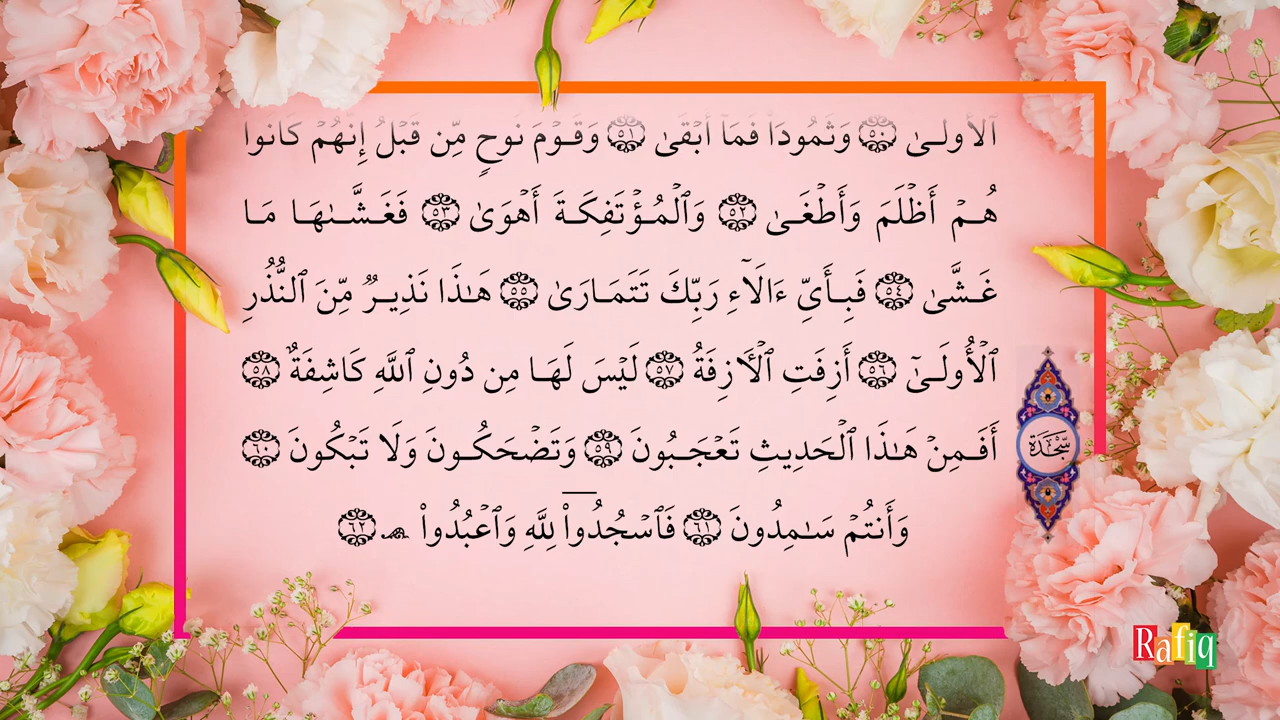 ٱلۡأُولَىٰ ٥٠ وَثَمُودَا۟ فَمَآ أَبۡقَىٰ ٥١ وَقَوۡمَ نُوحٍ مِّن قَبۡلُ إِنَّهُمۡ كَانُوا۟
هُمۡ أَظۡلَمَ وَأَطۡغَىٰ ٥٢ وَٱلۡمُؤۡتَفِكَةَ أَهۡوَىٰ ٥٣ فَغَشَّىٰهَا مَا
غَشَّىٰ ٥٤ فَبِأَىِّ ءَالَآءِ رَبِّكَ تَتَمَارَىٰ ٥٥ هَٰذَا نَذِيرٌ مِّنَ ٱلنُّذُرِ
ٱلۡأُولَىٰٓ ٥٦ أَزِفَتِ ٱلۡأَزِفَةُ ٥٧ لَيۡسَ لَهَا مِن دُونِ ٱللَّهِ كَاشِفَةٌ ٥٨
أَفَمِنۡ هَٰذَا ٱلۡحَدِيثِ تَعۡجَبُونَ ٥٩ وَتَضۡحَكُونَ وَلَا تَبۡكُونَ ٦٠
سَجۡدَة
وَأَنتُمۡ سَٰمِدُونَ ٦١ فَٱسۡجُدُوا۟ لِلَّهِ وَٱعۡبُدُوا۟ ۩ ٦٢
Rafiq